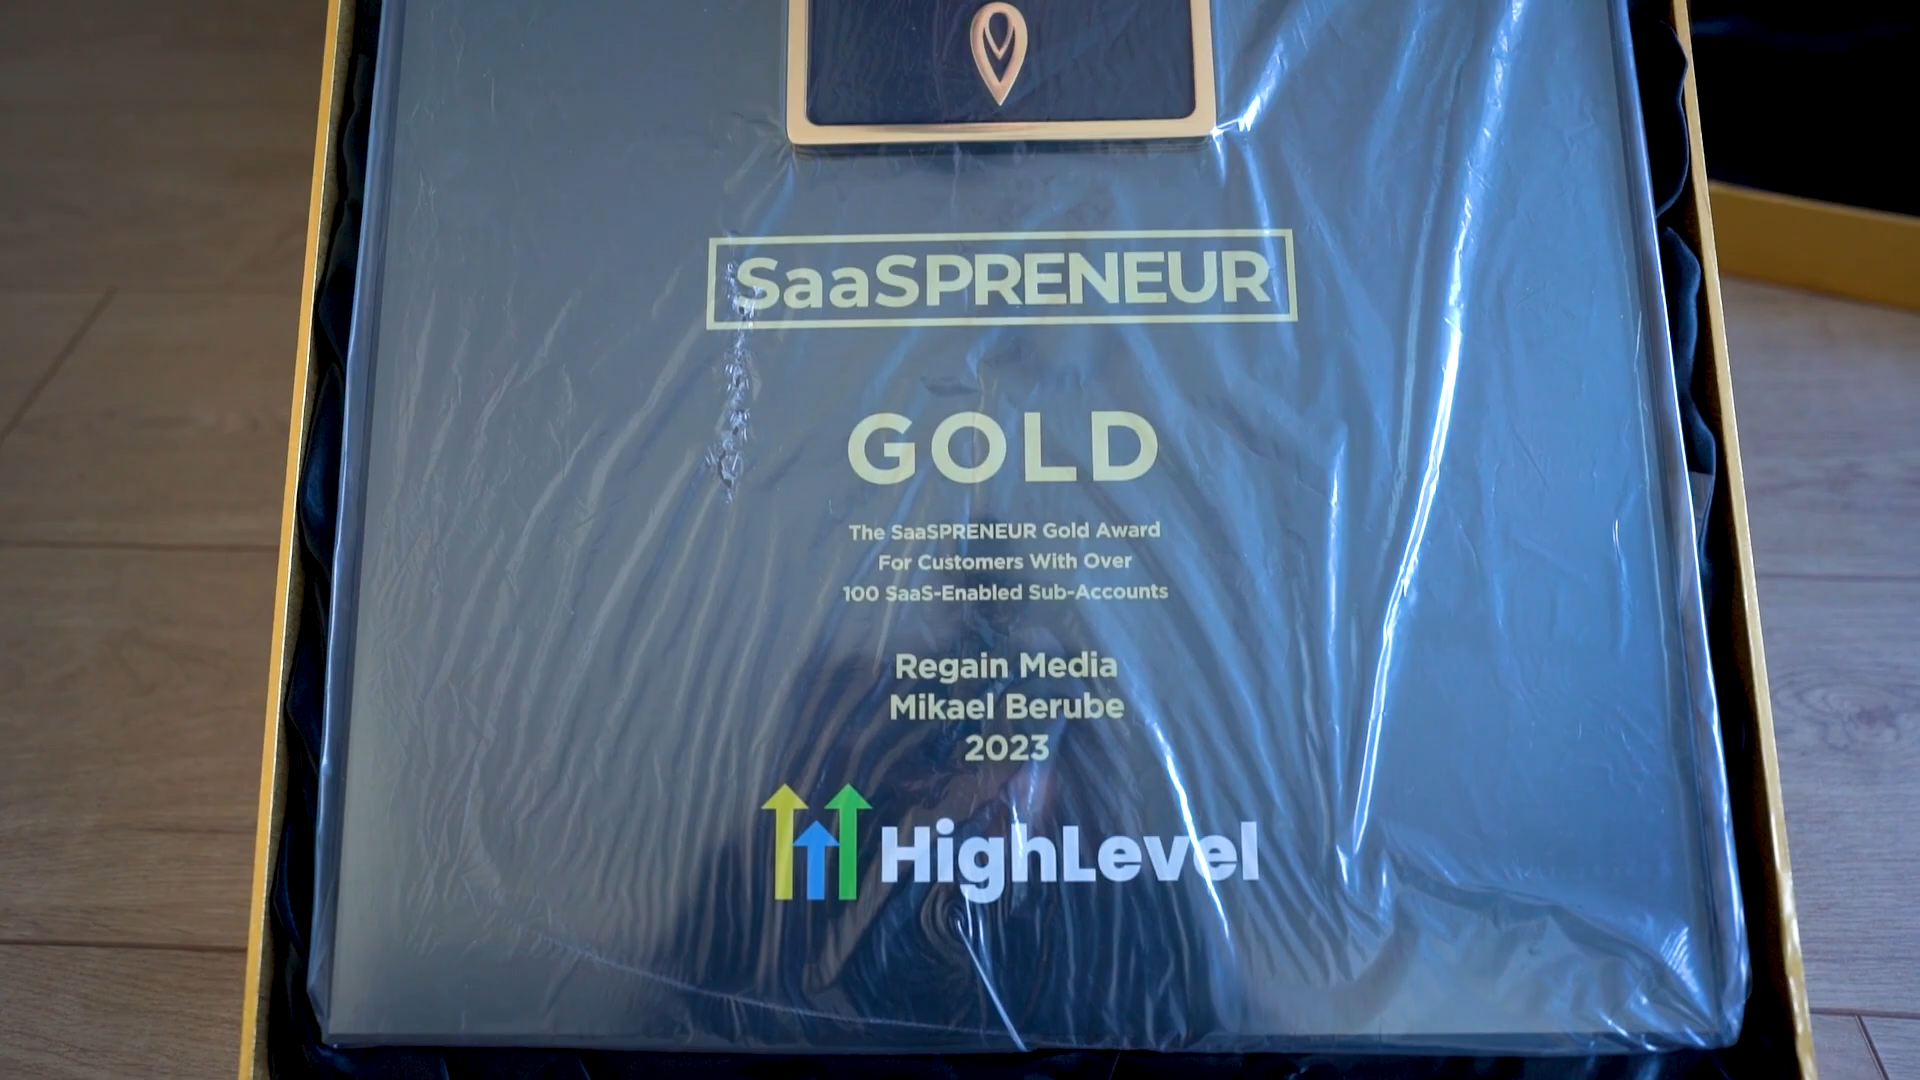 SaaSPRENEUR
GOLD
The SaaSPRENEUR Gold Award
For Customers With Over
100 SaaS-Enabled Sub-Accounts
Regain Media
Mikael Berube
2023
HighLevel